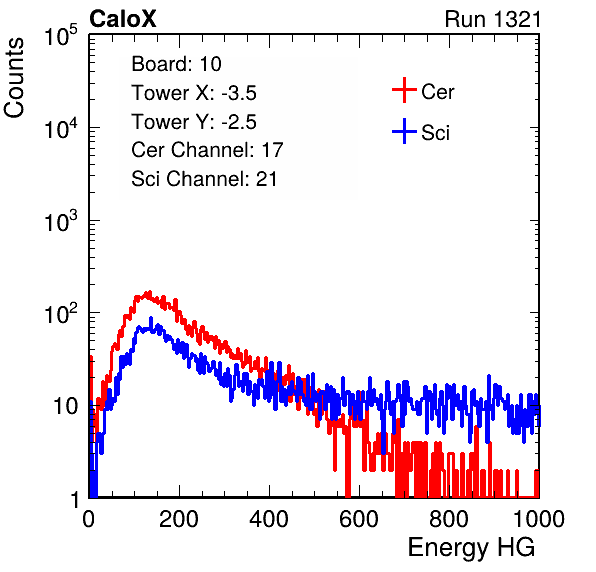 CaloX Run 1321
Counts
10^5
10^4
10^3
10^2
10
1
Board: 10
Tower X: -3.5
Tower Y: -2.5
Cer Channel: 17
Sci Channel: 21
Cer
Sci
0 200 400 600 800 1000
Energy HG